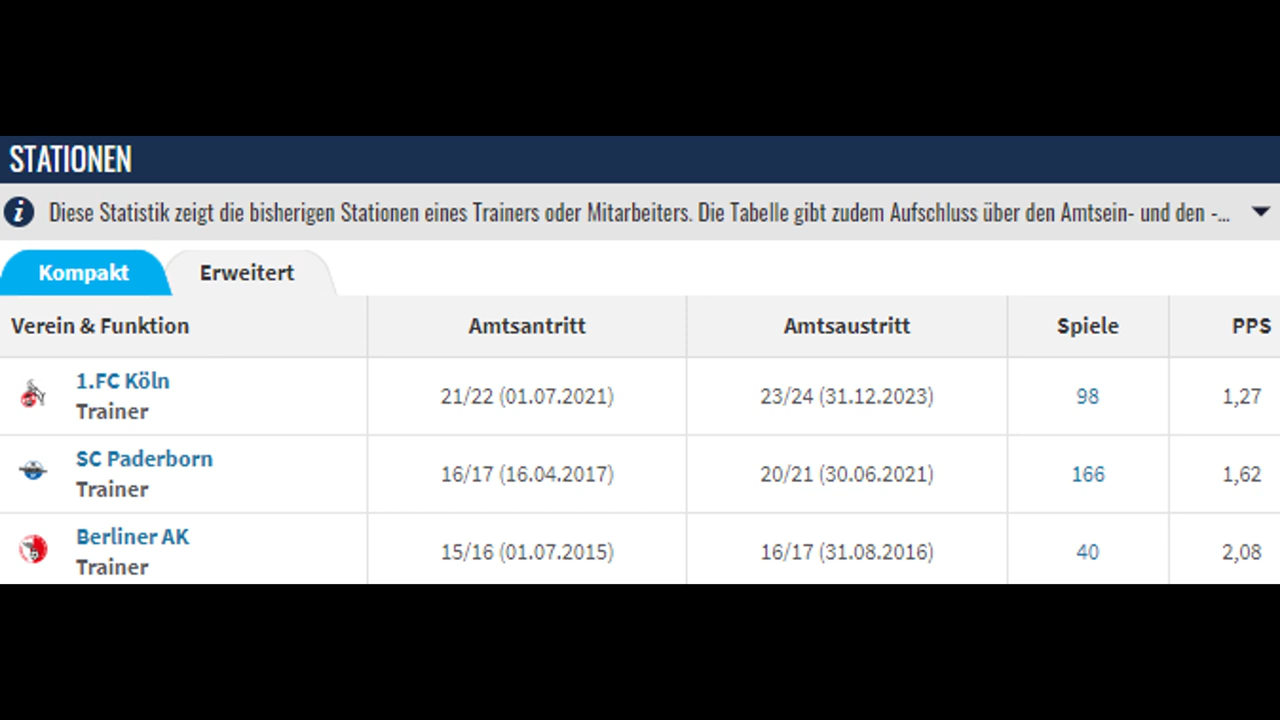 STATIONEN
Diese Statistik zeigt die bisherigen Stationen eines Trainers oder Mitarbeiters. Die Tabelle gibt zudem Aufschluss über den Amtsein- und den -...
Kompakt Erweitert
Verein & Funktion Amtsantritt Amtsaustritt Spiele PPS
1.FC Köln
Trainer 21/22 (01.07.2021) 23/24 (31.12.2023) 98 1,27
SC Paderborn
Trainer 16/17 (16.04.2017) 20/21 (30.06.2021) 166 1,62
Berliner AK
Trainer 15/16 (01.07.2015) 16/17 (31.08.2016) 40 2,08